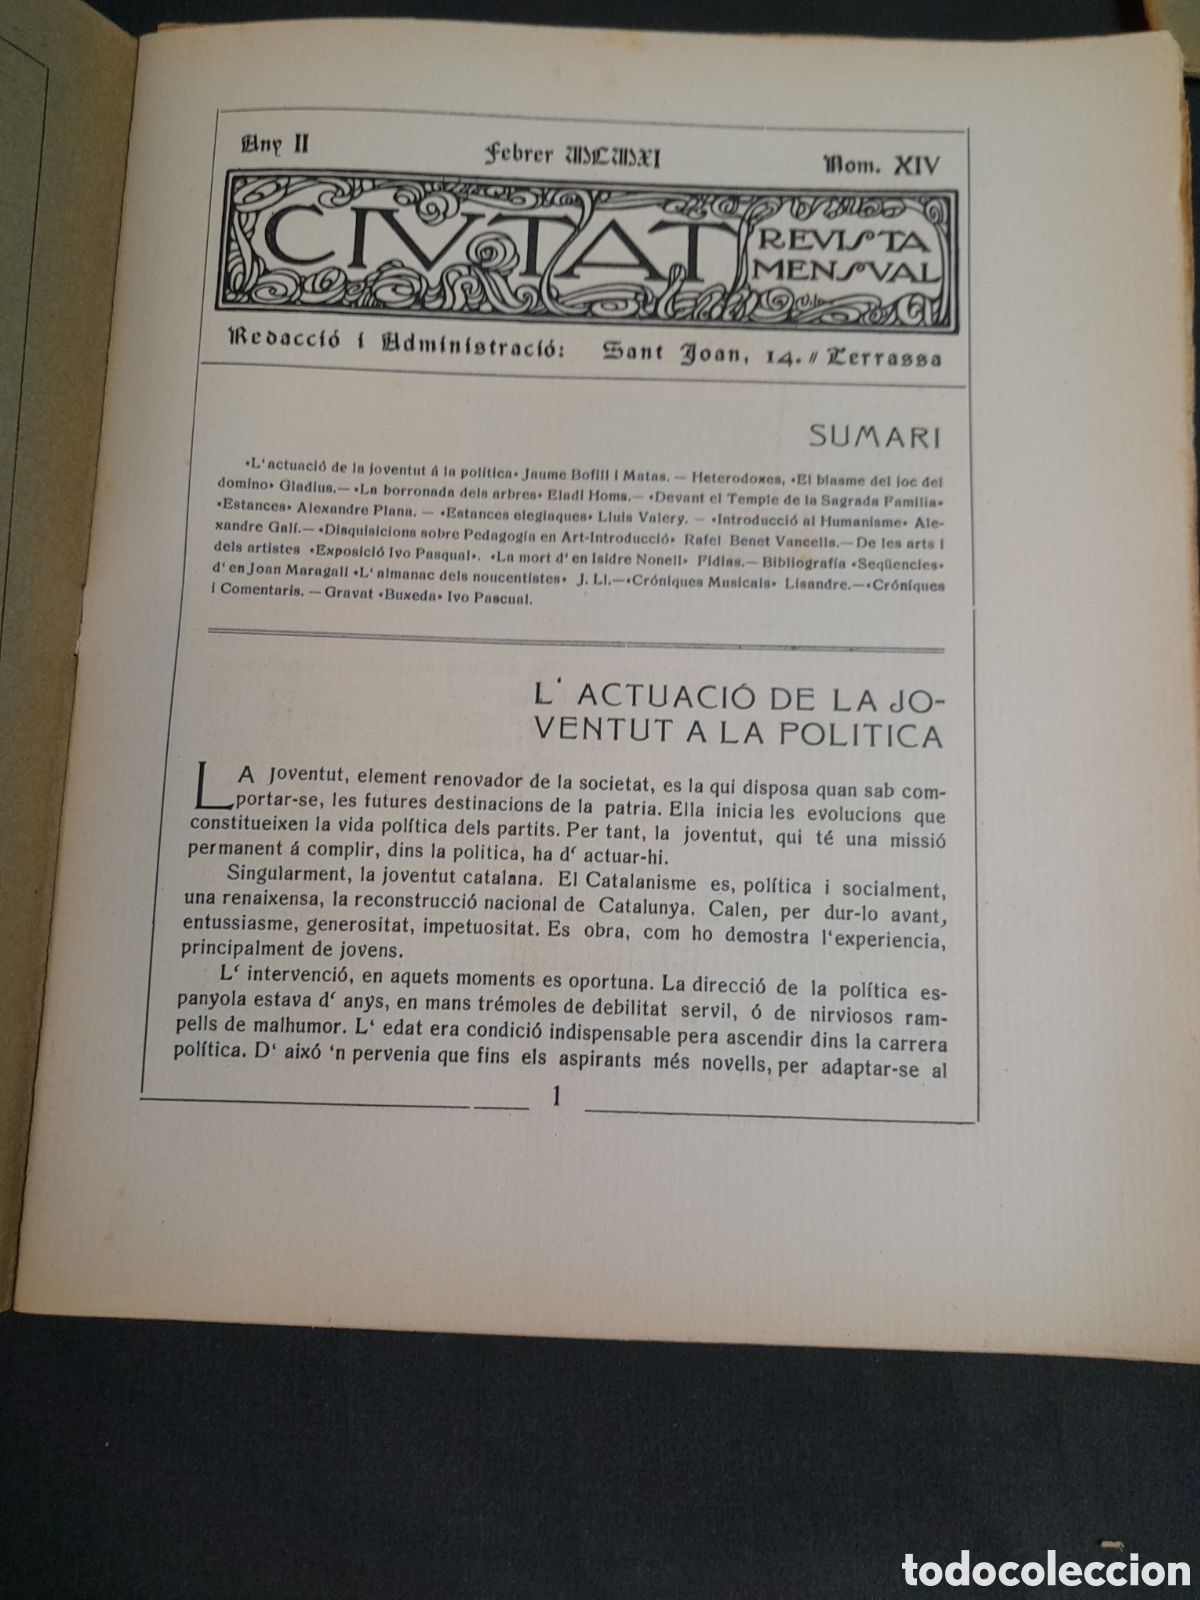 Any II Febrer MCMXI Nom. XIV
CIVTAT REVISTA
MENSVAL
Redacció i Administració: Sant Joan, 14. // Terrassa
SUMARI
«L‘actuació de la joventut á la política» Jaume Bofill i Matas. — Heterodoxes, «El blasme del joc del
domino» Gladius.— «La borronada dels arbres» Eladi Homs.— «Devant el Temple de la Sagrada Familia»
«Estances» Alexandre Plana. — «Estances elegiaques» Lluis Valery. — «Introducció al Humanisme» Ale-
xandre Galí.— «Disquisicions sobre Pedagogía en Art-Introducció» Rafel Benet Vancells.— De les arts i
dels artistes «Exposició Ivo Pasqual». «La mort d‘en Isidre Nonell» Fidias.— Bibliografía «Seqüencies»
d‘en Joan Maragall «L‘almanac dels noucentistes» J. Ll.—«Cróniques Musicals» Lisandre.—«Cróniques
i Comentaris. — Gravat «Buxeda» Ivo Pascual.
L‘ ACTUACIÓ DE LA JO-
VENTUT A LA POLITICA
LA joventut, element renovador de la societat, es la qui disposa quan sab com-
portar-se, les futures destinacions de la patria. Ella inicia les evolucions que
constitueixen la vida política dels partits. Per tant, la joventut, qui té una missió
permanent á complir, dins la politica, ha d‘ actuar-hi.
Singularment, la joventut catalana. El Catalanisme es, política i socialment,
una renaixensa, la reconstrucció nacional de Catalunya. Calen, per dur-lo avant,
entussiasme, generositat, impetuositat. Es obra, com ho demostra l‘experiencia,
principalment de jovens.
L‘ intervenció, en aquets moments es oportuna. La direcció de la política es-
panyola estava d‘ anys, en mans trémoles de debilitat servil, ó de nirviosos ram-
pells de malhumor. L‘ edat era condició indispensable pera ascendir dins la carrera
política. D‘ aixó ‘n pervenia que fins els aspirants més novells, per adaptar-se al
1
todocoleccion